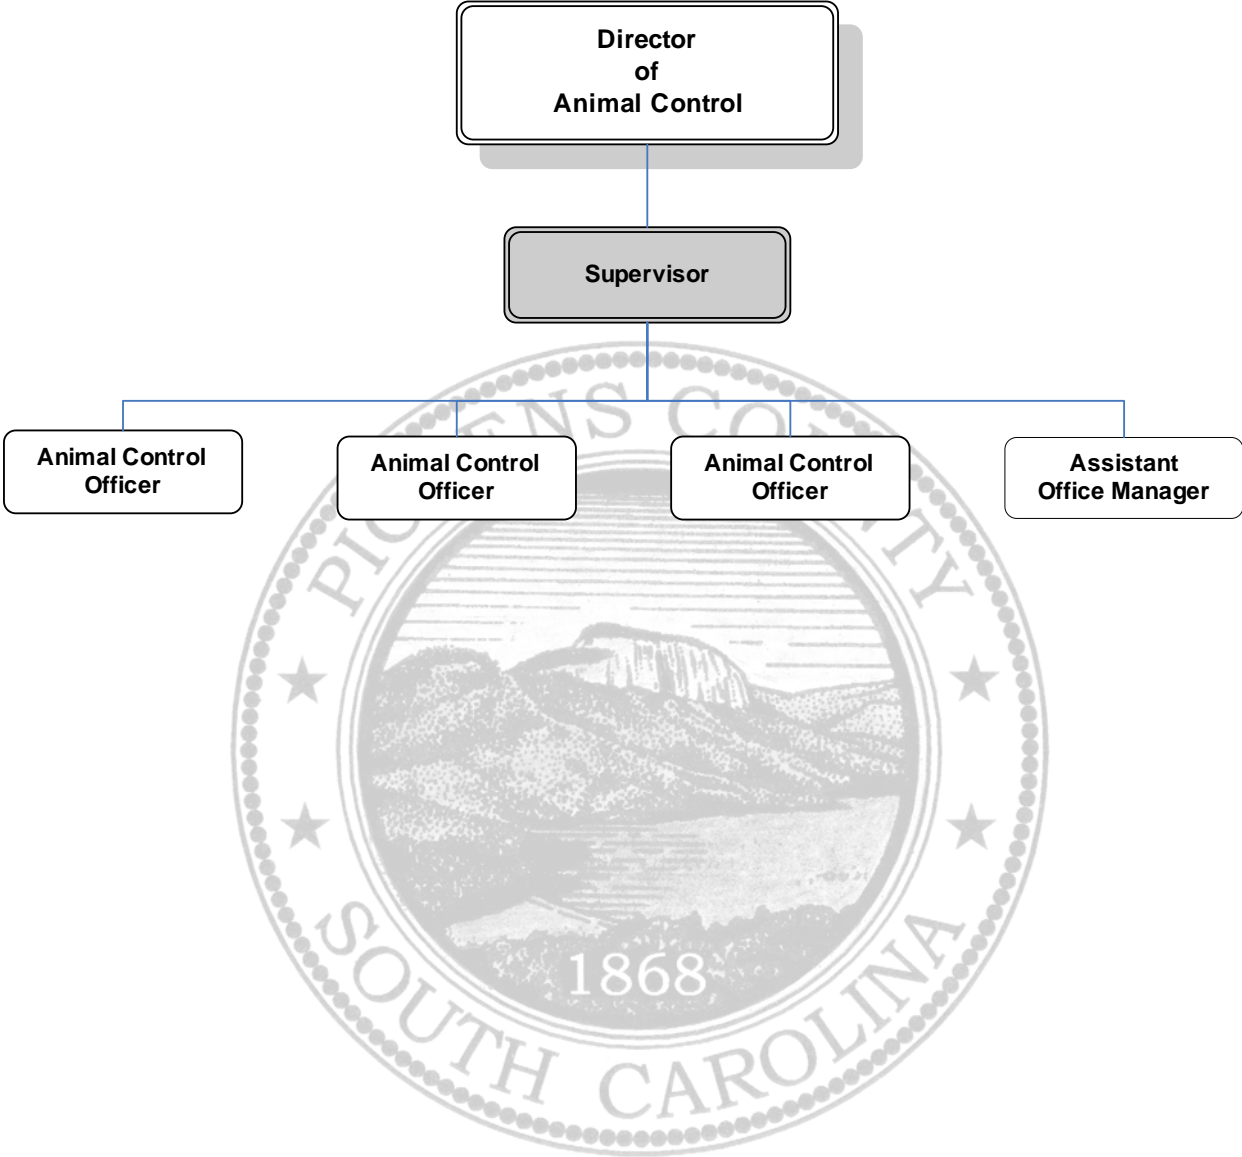 Director
of
Animal Control
Supervisor
Animal Control
Officer
Animal Control
Officer
Animal Control
Officer
Assistant
Office Manager
PICKENS COUNTY
1868
SOUTH CAROLINA